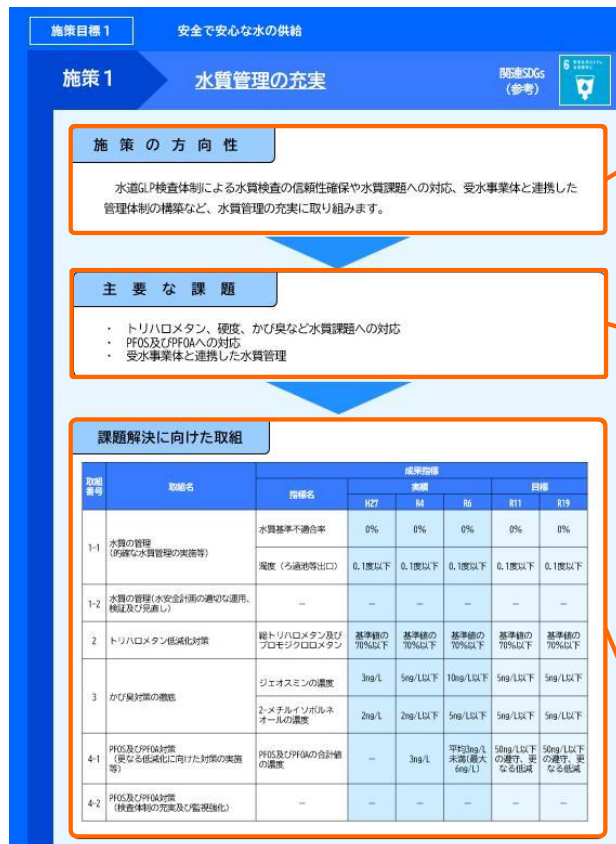 施策目標1 安全で安心な水の供給
施策1 水質管理の充実 関連SDGs
(参考)
6
施策の方向性
水道GLP検査体制による水質検査の信頼性確保や水質課題への対応、受水事業体と連携した
管理体制の構築など、水質管理の充実に取り組みます。
主要な課題
・ トリハロメタン、硬度、かび臭など水質課題への対応
・ PFOS及びPFOAへの対応
・ 受水事業体と連携した水質管理
課題解決に向けた取組
取組番号 取組名 成果指標
指標名 実績 目標
H27 R4 R6 R11 R19
1-1 水質の管理
(的確な水質管理の実施等)
水質基準不適合率 0% 0% 0% 0% 0%
濁度(ろ過池等出口) 0.1度以下 0.1度以下 0.1度以下 0.1度以下 0.1度以下
1-2 水質の管理(水安全計画の適切な運用、
検証及び見直し) － － － － － －
2 トリハロメタン低減化対策 総トリハロメタン及び
ブロモジクロロメタン 基準値の
70%以下 基準値の
70%以下 基準値の
70%以下 基準値の
70%以下 基準値の
70%以下
3 かび臭対策の徹底
ジェオスミンの濃度 3ng/L 5ng/L以下 10ng/L以下 5ng/L以下 5ng/L以下
2-メチルイソボルネ
オールの濃度 2ng/L 2ng/L以下 5ng/L以下 5ng/L以下 5ng/L以下
4-1 PFOS及びPFOA対策
(更なる低減化に向けた対策の実施
等)
PFOS及びPFOAの合計値
の濃度 － 3ng/L 平均3ng/L
未満(最大
6ng/L) 50ng/L以下
の遵守、更
なる低減 50ng/L以下
の遵守、更
なる低減
4-2 PFOS及びPFOA対策
(検査体制の充実及び監視強化) － － － － － －